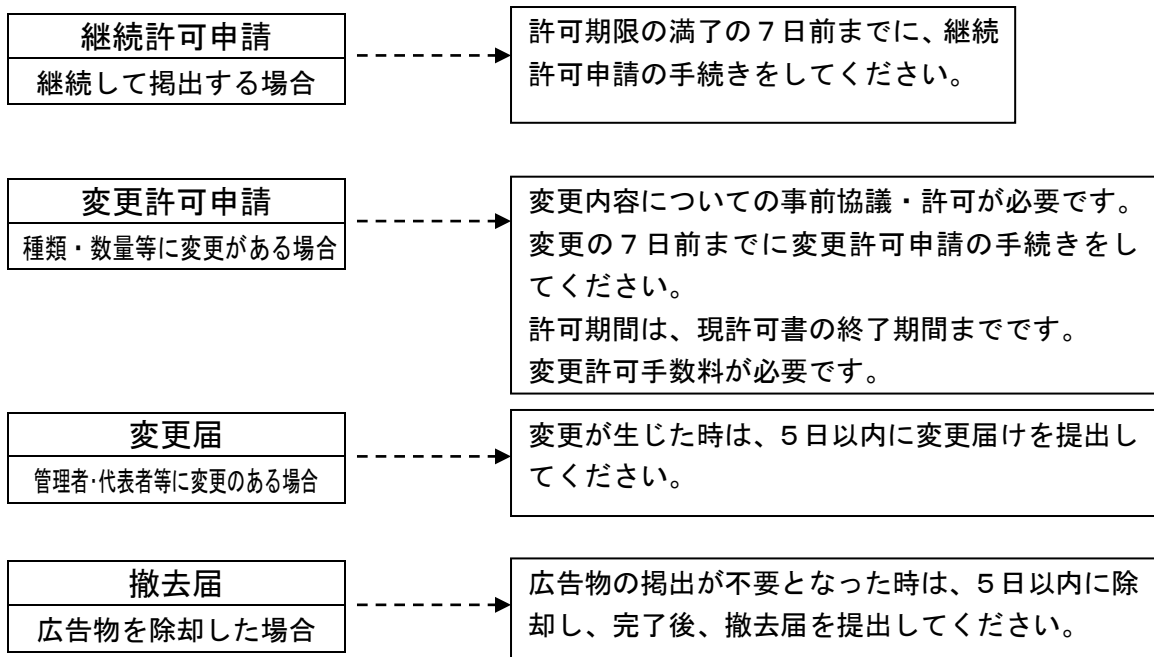 継続許可申請
継続して掲出する場合
許可期限の満了の７日前までに、継続
許可申請の手続きをしてください。
変更許可申請
種類・数量等に変更がある場合
変更内容についての事前協議・許可が必要です。
変更の７日前までに変更許可申請の手続きをし
てください。
許可期間は、現許可書の終了期間までです。
変更許可手数料が必要です。
変更届
管理者･代表者等に変更のある場合
変更が生じた時は、５日以内に変更届けを提出し
てください。
撤去届
広告物を除却した場合
広告物の掲出が不要となった時は、５日以内に除
却し、完了後、撤去届を提出してください。